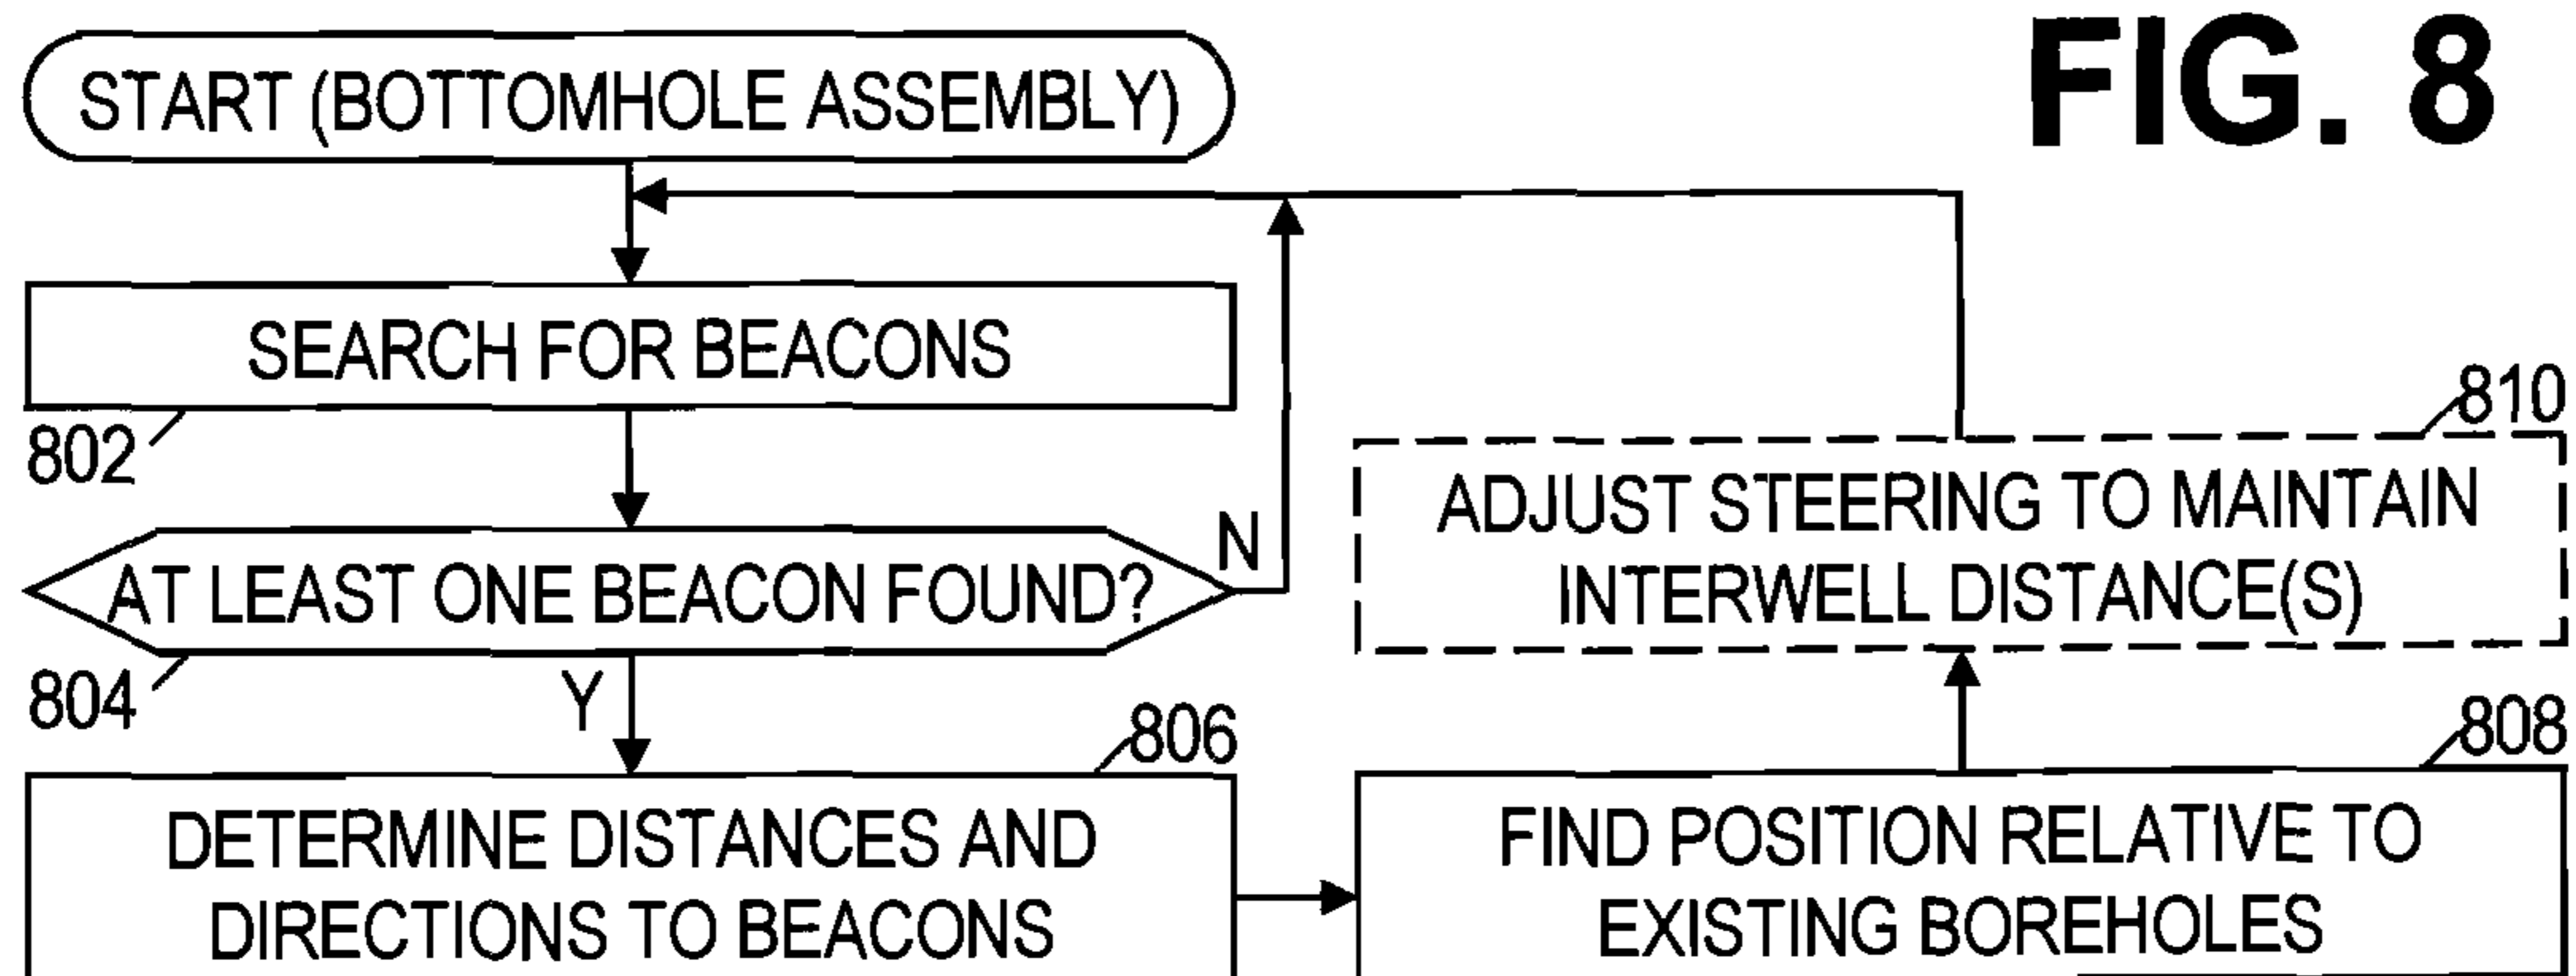 FIG. 8
START (BOTTOMHOLE ASSEMBLY)
SEARCH FOR BEACONS
802
AT LEAST ONE BEACON FOUND?
N
804
Y
806
DETERMINE DISTANCES AND
DIRECTIONS TO BEACONS
808
FIND POSITION RELATIVE TO
EXISTING BOREHOLES
810
ADJUST STEERING TO MAINTAIN
INTERWELL DISTANCE(S)